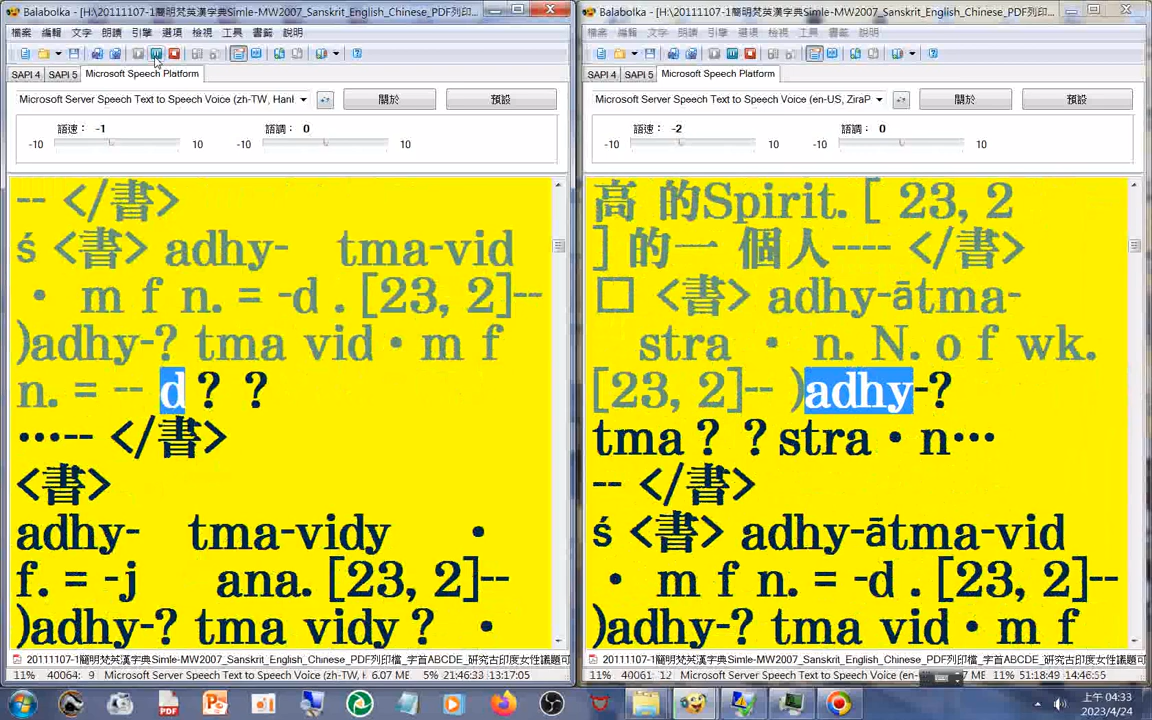 Balabolka - [H:\20111107-1簡明梵英漢字典Simle-MW2007_Sanskrit_English_Chinese_PDF列印...
檔案 編輯 文字 朗讀 引擎 選項 檢視 工具 書籤 說明
SAPI 4 SAPI 5 Microsoft Speech Platform
Microsoft Server Speech Text to Speech Voice (zh-TW, Hanl
關於 預設
語速： -1 語調： 0
-10 10 -10 10
-- </書>
ś <書> adhy- tma-vid
• m f n. = -d . [23, 2]--
)adhy-? tma vid • m f
n. = -- d ? ?
…-- </書>
<書>
adhy- tma-vidy •
f. = -j ana. [23, 2]--
)adhy-? tma vidy ? •
20111107-1簡明梵英漢字典Simle-MW2007_Sanskrit_English_Chinese_PDF列印檔_字首ABCDE_研究古印度女性議題可
11% 40064: 9 Microsoft Server Speech Text to Speech Voice (zh-TW, 6.07 ME 5% 21:46:33 13:17:05
Balabolka - [H:\20111107-1簡明梵英漢字典Simle-MW2007_Sanskrit_English_Chinese_PDF列印...
檔案 編輯 文字 朗讀 引擎 選項 檢視 工具 書籤 說明
SAPI 4 SAPI 5 Microsoft Speech Platform
Microsoft Server Speech Text to Speech Voice (en-US, ZiraP
關於 預設
語速： -2 語調： 0
-10 10 -10 10
高 的Spirit. [ 23, 2
] 的一 個人---- </書>
□ <書> adhy-ātma-
stra • n. N. o f wk.
[23, 2]-- )adhy-?
tma ? ? stra • n…
-- </書>
ś <書> adhy-ātma-vid
• m f n. = -d . [23, 2]--
)adhy-? tma vid • m f
20111107-1簡明梵英漢字典Simle-MW2007_Sanskrit_English_Chinese_PDF列印檔_字首ABCDE_研究古印度女性議題可
11% 40061: 12 Microsoft Server Speech Text to Speech Voice (en-U 7 ME 11% 51:18:49 14:46:55
PDF
上午 04:33
2023/4/24